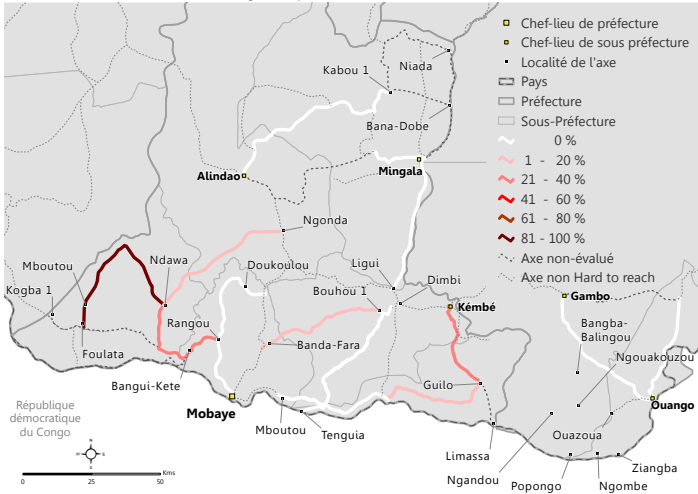 Chef-lieu de préfecture
Chef-lieu de sous préfecture
Localité de l'axe
Pays
Préfecture
Sous-Préfecture
0 %
1 - 20 %
21 - 40 %
41 - 60 %
61 - 80 %
81 - 100 %
Axe non-évalué
Axe non Hard to reach
Niada
Kabou 1
Bana-Dobe
Alindao
Mingala
Ngonda
Mboutou
Ndawa
Doukoulou
Ligui
Dimbi
Kogba 1
Bouhou 1
Kémbé
Gambo
Rangou
Bangba-
Balingou
Ngouakouzou
Foulata
Banda-Fara
Bangui-Kete
Guilo
Ouango
République
démocratique
du Congo
Mobaye
Mboutou
Tenguia
Limassa
Ouazoua
Ngandou
Popongo
Ngombe
Ziangba
N
S
0 25 50 Kms